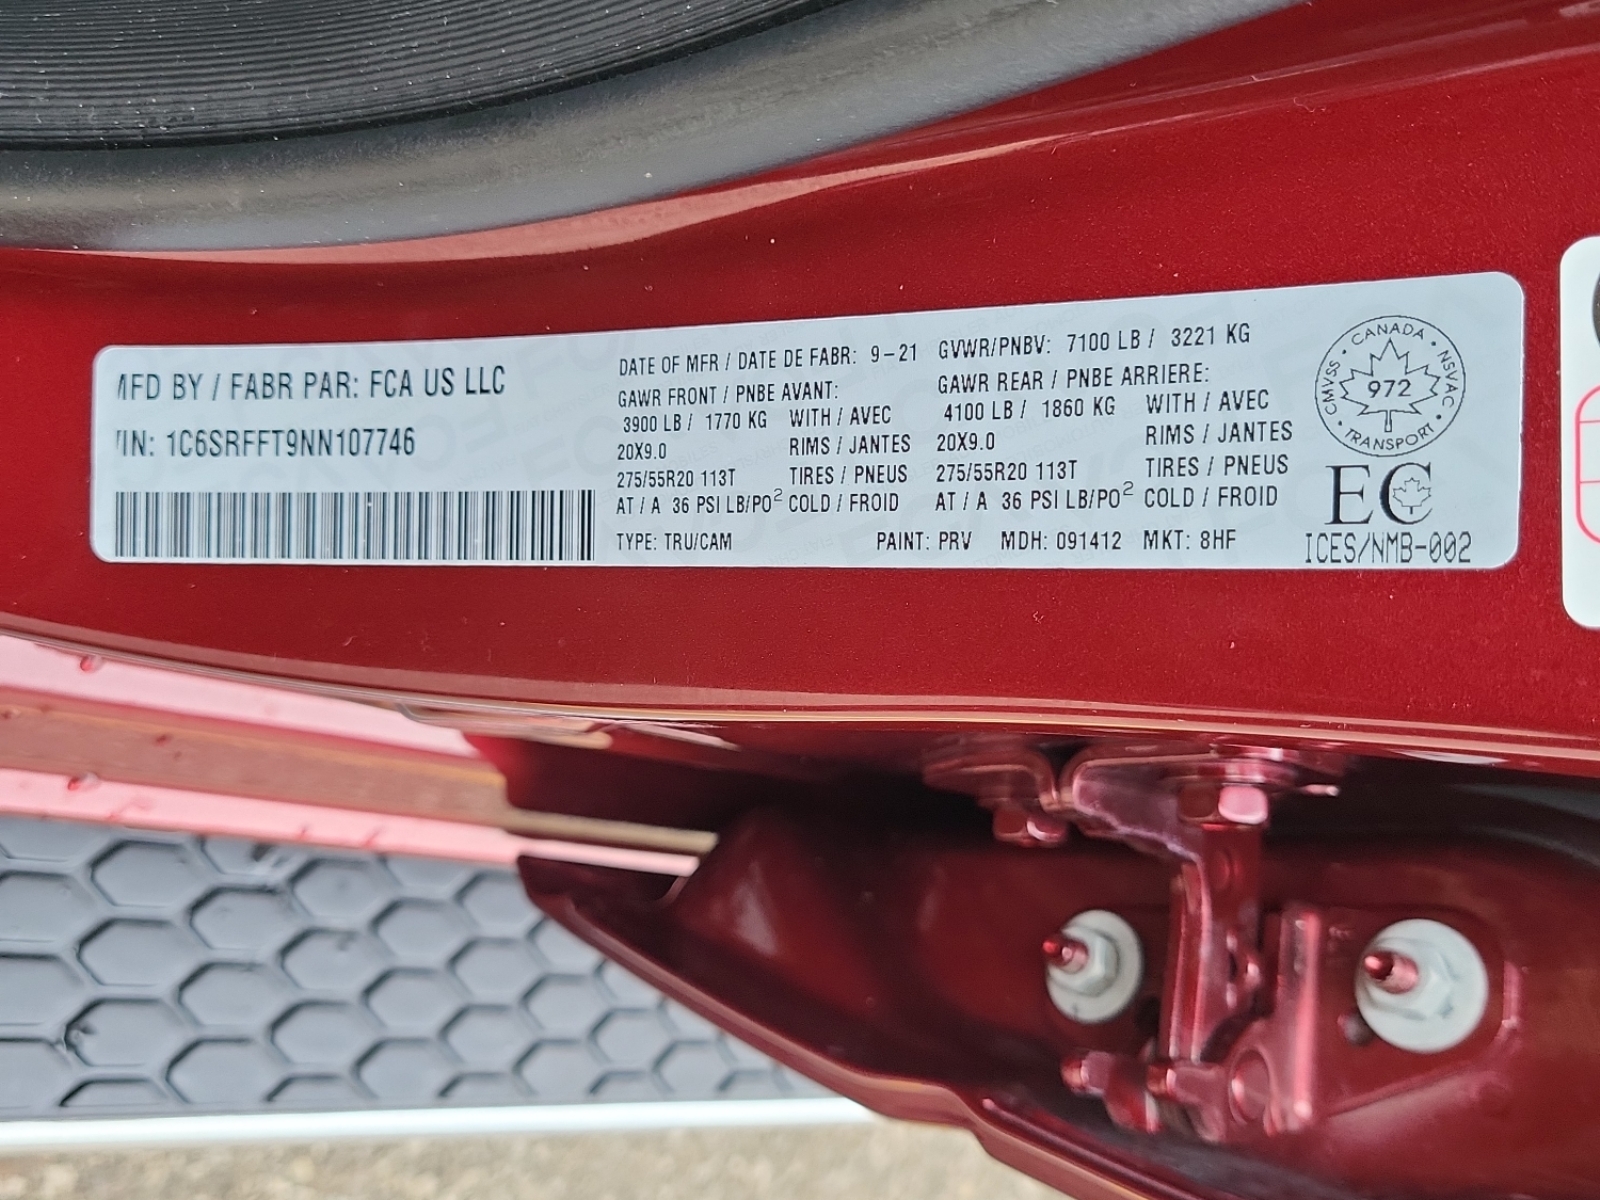 MFD BY / FABR PAR: FCA US LLC
VIN: 1C6SRFFT9NN107746
DATE OF MFR / DATE DE FABR: 9-21 GVWR/PNBV: 7100 LB / 3221 KG
GAWR FRONT / PNBE AVANT: GAWR REAR / PNBE ARRIERE:
3900 LB / 1770 KG WITH / AVEC 4100 LB / 1860 KG WITH / AVEC
20X9.0 RIMS / JANTES 20X9.0 RIMS / JANTES
275/55R20 113T TIRES / PNEUS 275/55R20 113T TIRES / PNEUS
AT / A 36 PSI LB/PO² COLD / FROID AT / A 36 PSI LB/PO² COLD / FROID
TYPE: TRU/CAM PAINT: PRV MDH: 091412 MKT: 8HF
CANADA · NSVAC · TRANSPORT · CMVSS ·
972
EC
ICES/NMB-002